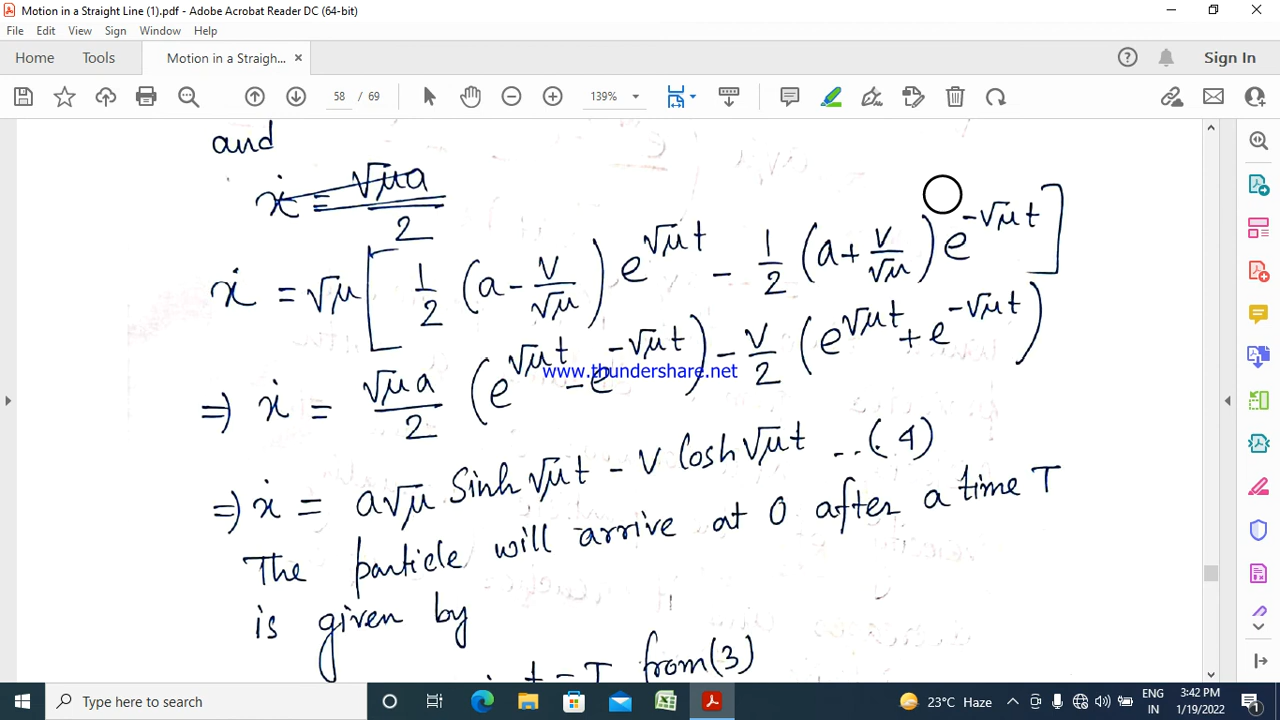 Motion in a Straight Line (1).pdf - Adobe Acrobat Reader DC (64-bit)
File Edit View Sign Window Help
Home Tools Motion in a Straigh... × Sign In
58 / 69 139%
and
ẋ = √μa/2
ẋ = √μ [ 1/2 (a - v/√μ) e^{√μt} - 1/2 (a + v/√μ) e^{-√μt} ]
⇒ ẋ = √μa/2 (e^{√μt} - e^{-√μt}) - v/2 (e^{√μt} + e^{-√μt})
www.thundershare.net
⇒ ẋ = a√μ Sinh √μt - v Cosh √μt ...(4)
The particle will arrive at O after a time T
is given by
t = T from (3)
Type here to search
23°C Haze
ENG
IN
3:42 PM
1/19/2022
1